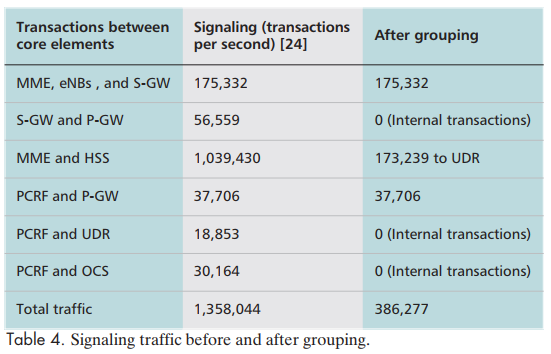 Transactions between core elements Signaling (transactions per second) [24] After grouping
MME, eNBs , and S-GW 175,332 175,332
S-GW and P-GW 56,559 0 (Internal transactions)
MME and HSS 1,039,430 173,239 to UDR
PCRF and P-GW 37,706 37,706
PCRF and UDR 18,853 0 (Internal transactions)
PCRF and OCS 30,164 0 (Internal transactions)
Total traffic 1,358,044 386,277
Table 4. Signaling traffic before and after grouping.